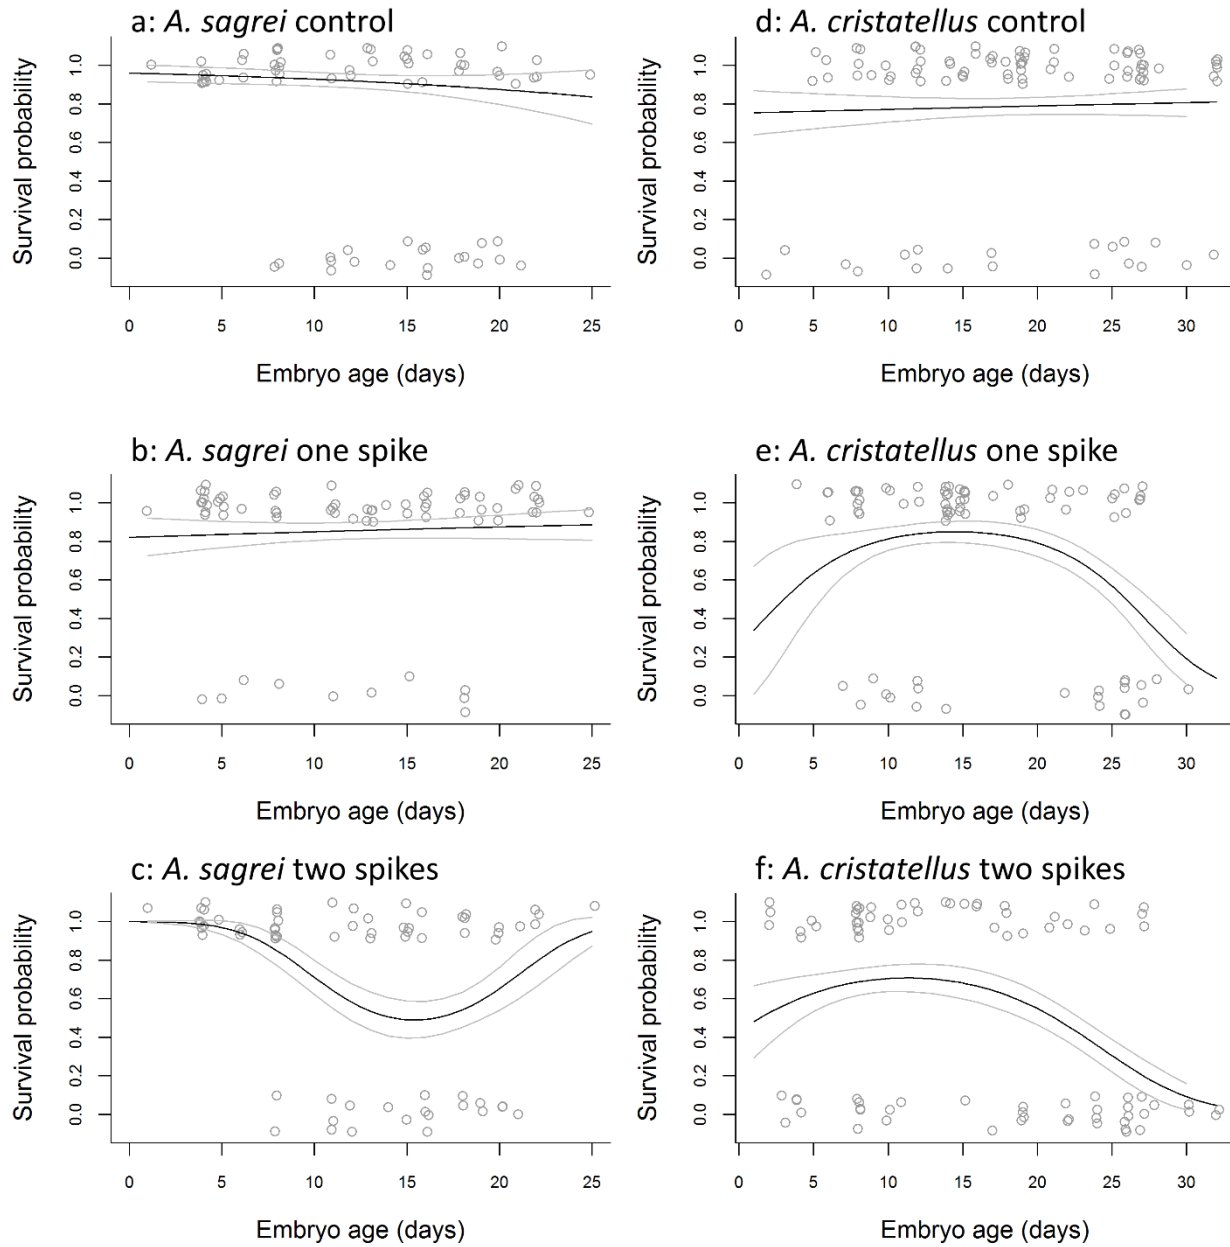 a: A. sagrei control
Survival probability
0.0 0.2 0.4 0.6 0.8 1.0
0 5 10 15 20 25
Embryo age (days)
d: A. cristatellus control
Survival probability
0.0 0.2 0.4 0.6 0.8 1.0
0 5 10 15 20 25 30
Embryo age (days)
b: A. sagrei one spike
Survival probability
0.0 0.2 0.4 0.6 0.8 1.0
0 5 10 15 20 25
Embryo age (days)
e: A. cristatellus one spike
Survival probability
0.0 0.2 0.4 0.6 0.8 1.0
0 5 10 15 20 25 30
Embryo age (days)
c: A. sagrei two spikes
Survival probability
0.0 0.2 0.4 0.6 0.8 1.0
0 5 10 15 20 25
Embryo age (days)
f: A. cristatellus two spikes
Survival probability
0.0 0.2 0.4 0.6 0.8 1.0
0 5 10 15 20 25 30
Embryo age (days)